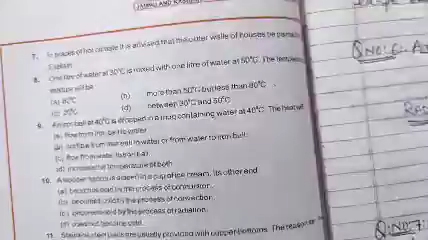 JAMMU AND KASHMIR
7. In places of hot climate it is advised that the outer walls of houses be painted
Explain
8. One litre of water at 30°C is mixed with one litre of water at 50°C. The temperature
mixture will be
(a) 80°C (b) more than 50°C but less than 80°C
(c) 20°C (d) between 30°C and 50°C
9. An iron ball at 40°C is dropped in a mug containing water at 40°C. The heat will
(a) flow from iron ball to water
(b) not flow from iron ball to water or from water to iron ball.
(c) flow from water to iron ball
(d) increase the temperature of both
10. A wooden spoon is dipped in a cup of ice cream. Its other end
(a) becomes cold by the process of conduction.
(b) becomes cold by the process of convection.
(c) becomes cold by the process of radiation.
(d) does not become cold.
11. Stainless steel pans are usually provided with copper bottoms. The reason
Q:NO:6:
Q:NO:7: